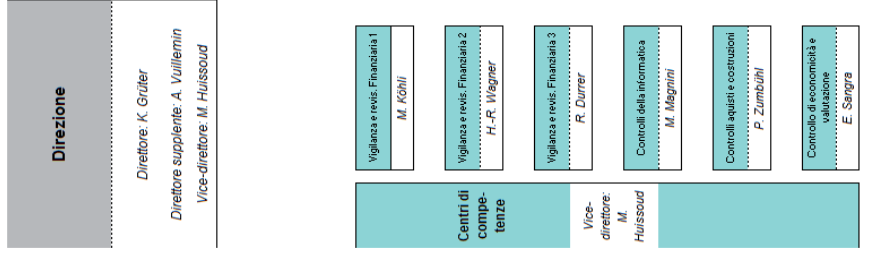 Direzione
Direttore: K. Grüter
Direttore supplente: A. Vuillemin
Vice-direttore: M. Huissoud
Vigilanza e revis. Finanziaria 1
M. Köhli
Vigilanza e revis. Finanziaria 2
H.-R. Wagner
Vigilanza e revis. Finanziaria 3
R. Durrer
Controlli della informatica
M. Magnini
Controlli aquisti e costruzioni
P. Zumbühl
Controllo di economicità e
valutazione
E. Sangra
Centri di
compe-
tenze
Vice-
direttore:
M.
Huissoud